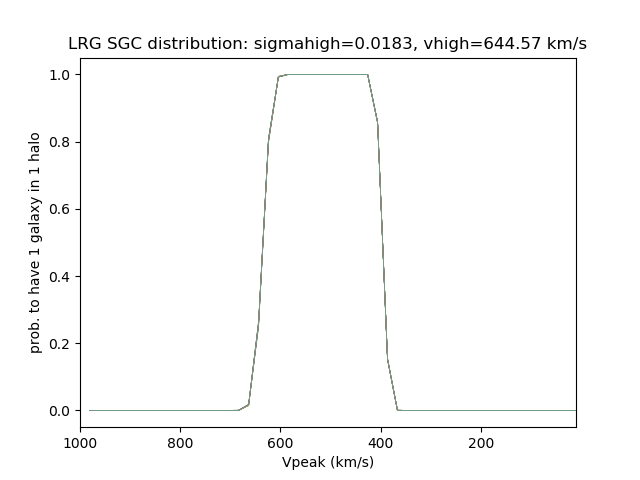 LRG SGC distribution: sigmahigh=0.0183, vhigh=644.57 km/s
prob. to have 1 galaxy in 1 halo
1.0
0.8
0.6
0.4
0.2
0.0
1000 800 600 400 200
Vpeak (km/s)